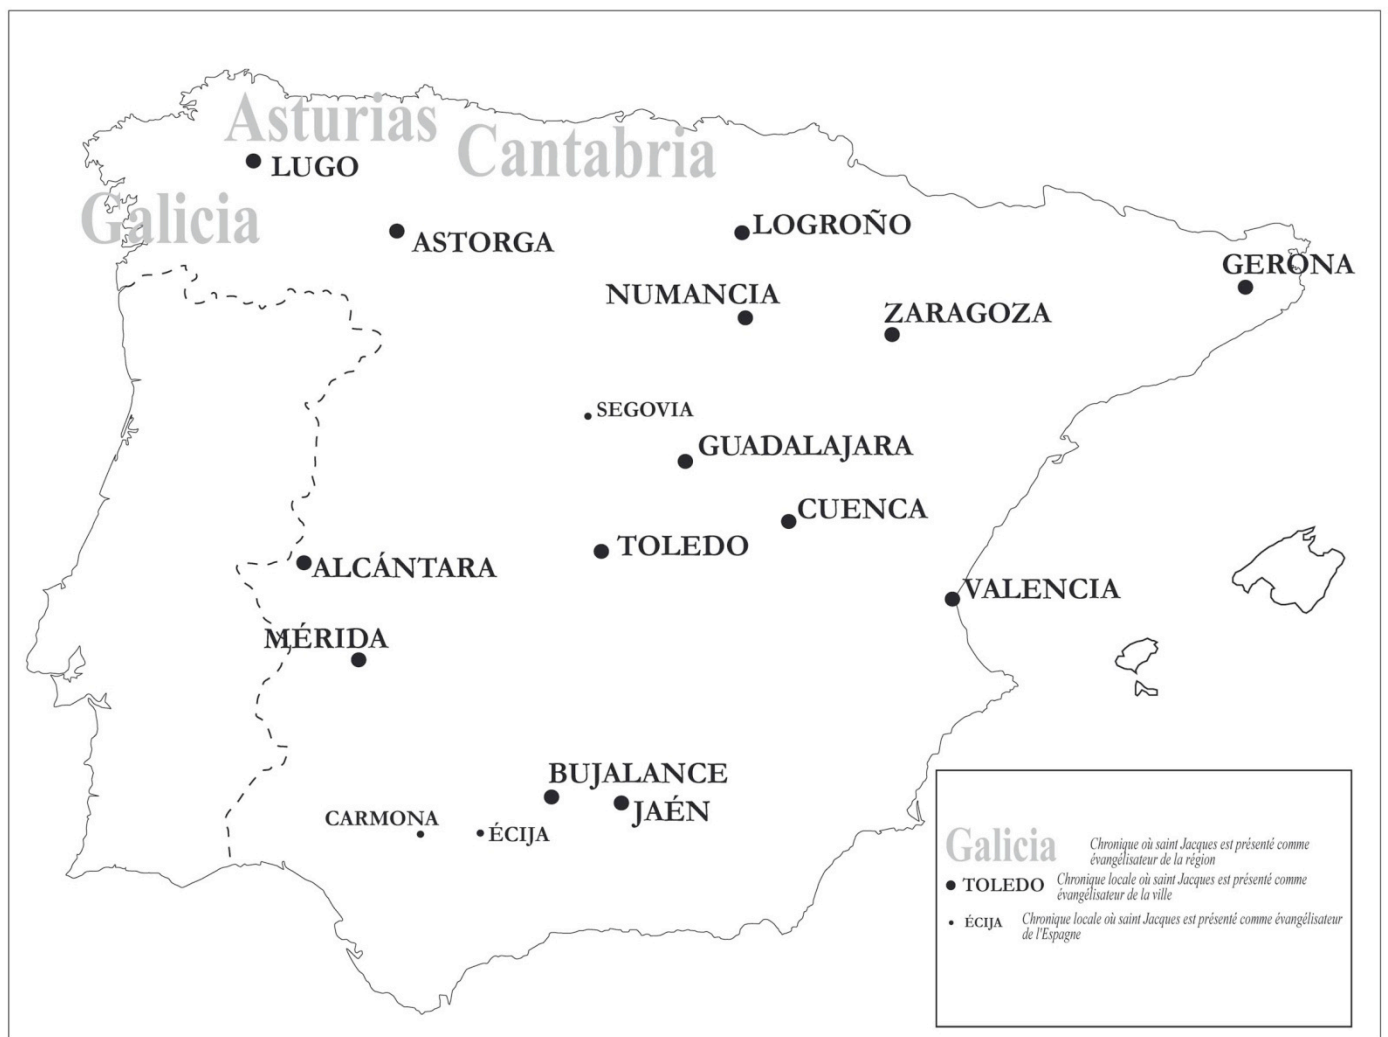 Asturias
Cantabria
LUGO
Galicia
ASTORGA
LOGROÑO
GERONA
NUMANCIA
ZARAGOZA
SEGOVIA
GUADALAJARA
CUENCA
TOLEDO
ALCÁNTARA
VALENCIA
MÉRIDA
BUJALANCE
JAÉN
CARMONA
ÉCIJA
Galicia
Chronique où saint Jacques est présenté comme
évangélisateur de la région
TOLEDO
Chronique locale où saint Jacques est présenté comme
évangélisateur de la ville
ÉCIJA
Chronique locale où saint Jacques est présenté comme évangélisateur
de l'Espagne